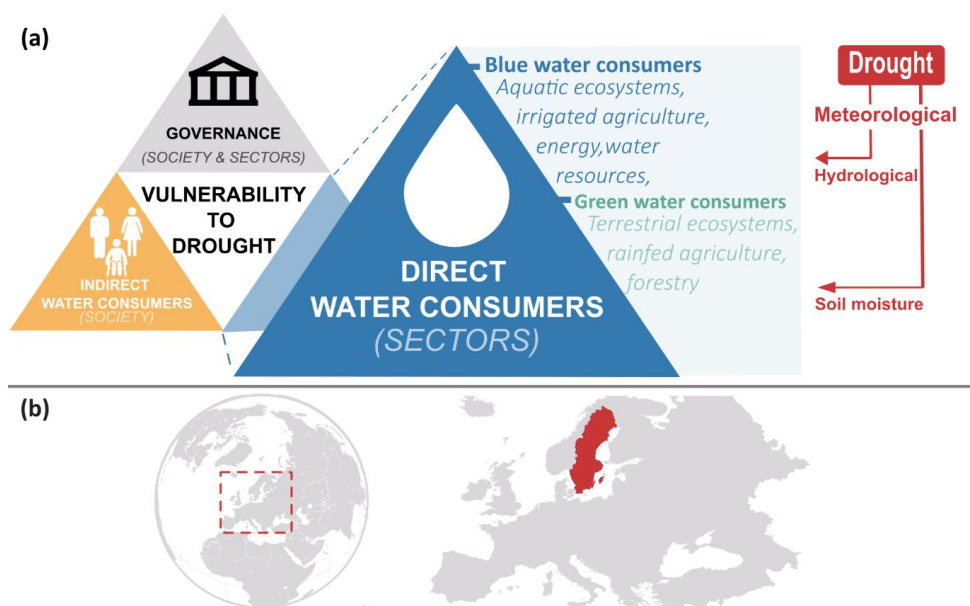 (a)
GOVERNANCE
(SOCIETY & SECTORS)
VULNERABILITY
TO
DROUGHT
INDIRECT
WATER CONSUMERS
(SOCIETY)
DIRECT
WATER CONSUMERS
(SECTORS)
Blue water consumers
Aquatic ecosystems,
irrigated agriculture,
energy,water
resources,
Green water consumers
Terrestrial ecosystems,
rainfed agriculture,
forestry
Drought
Meteorological
Hydrological
Soil moisture
(b)